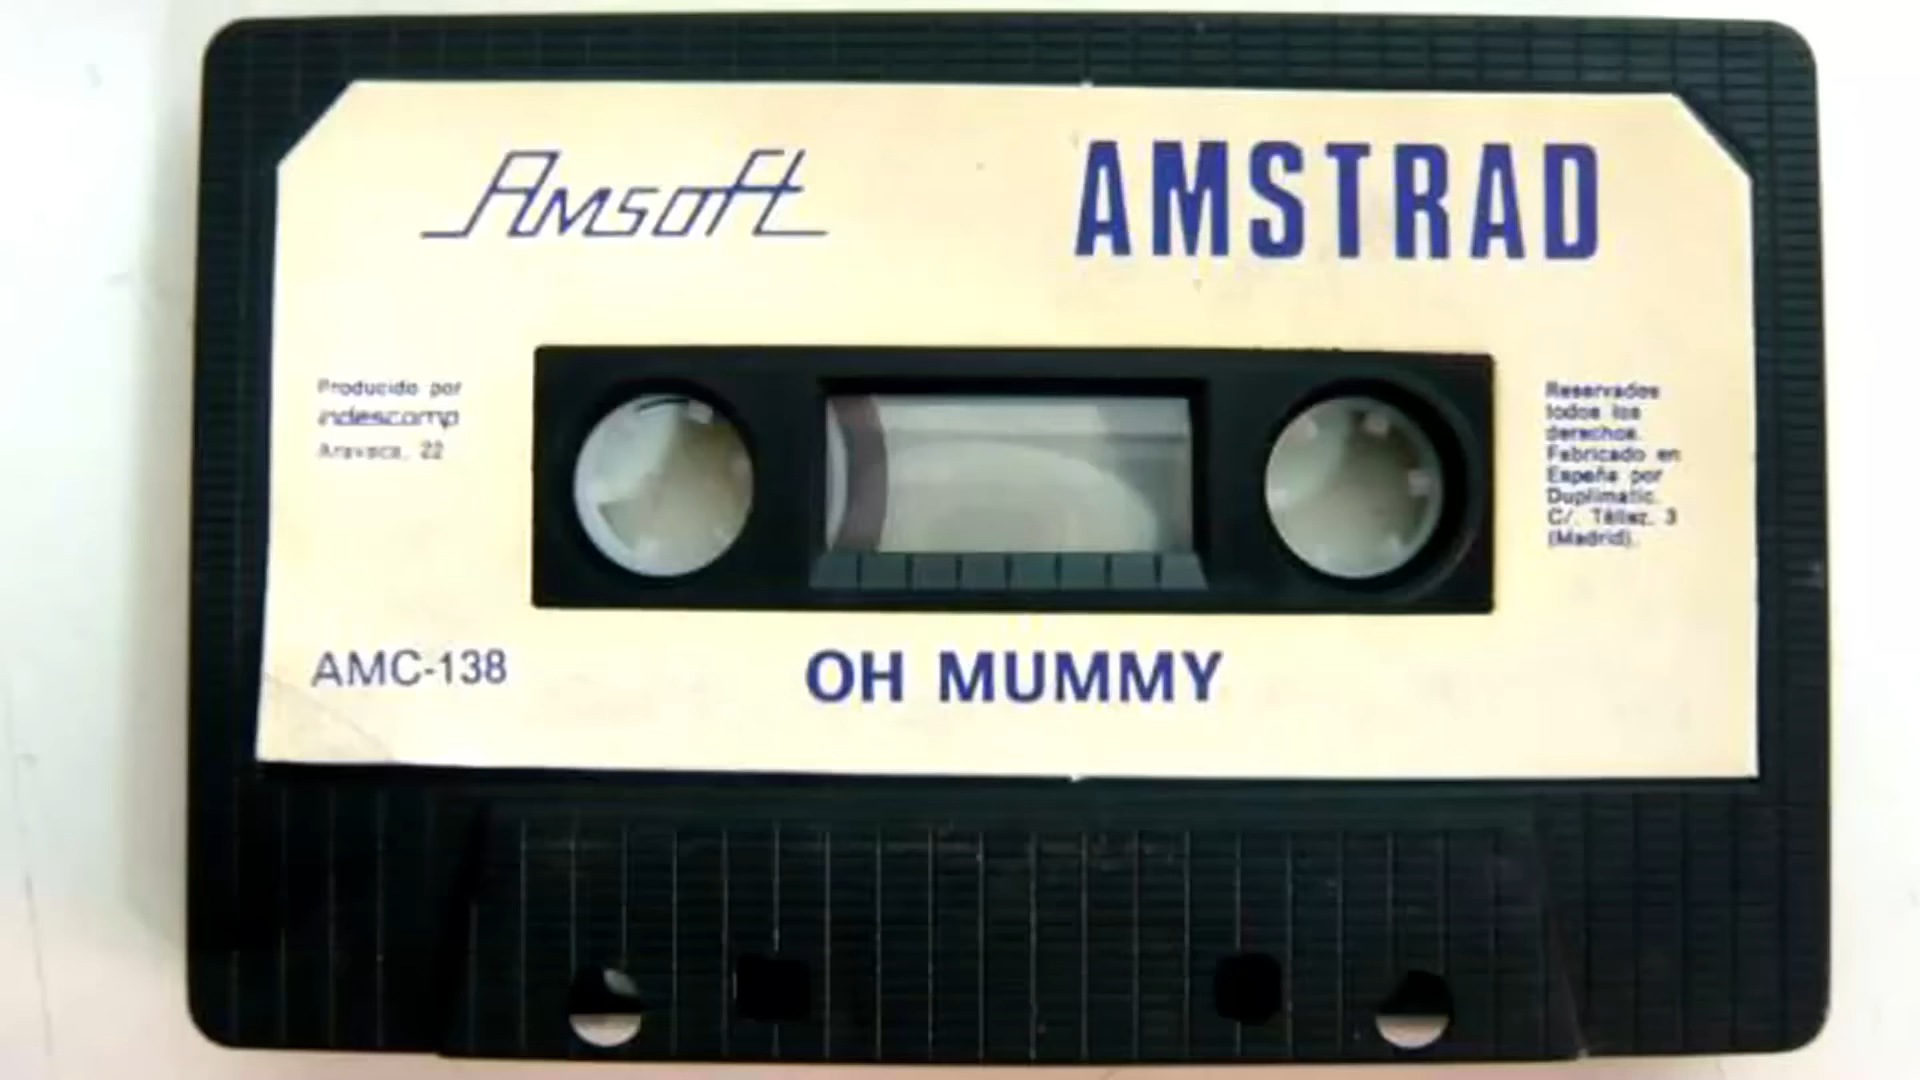 Amsoft
AMSTRAD
Producido por
indescomp
Aravaca, 22
Reservados
todos los
derechos.
Fabricado en
España por
Duplimatic.
C/. Téllez, 3
(Madrid).
AMC-138
OH MUMMY